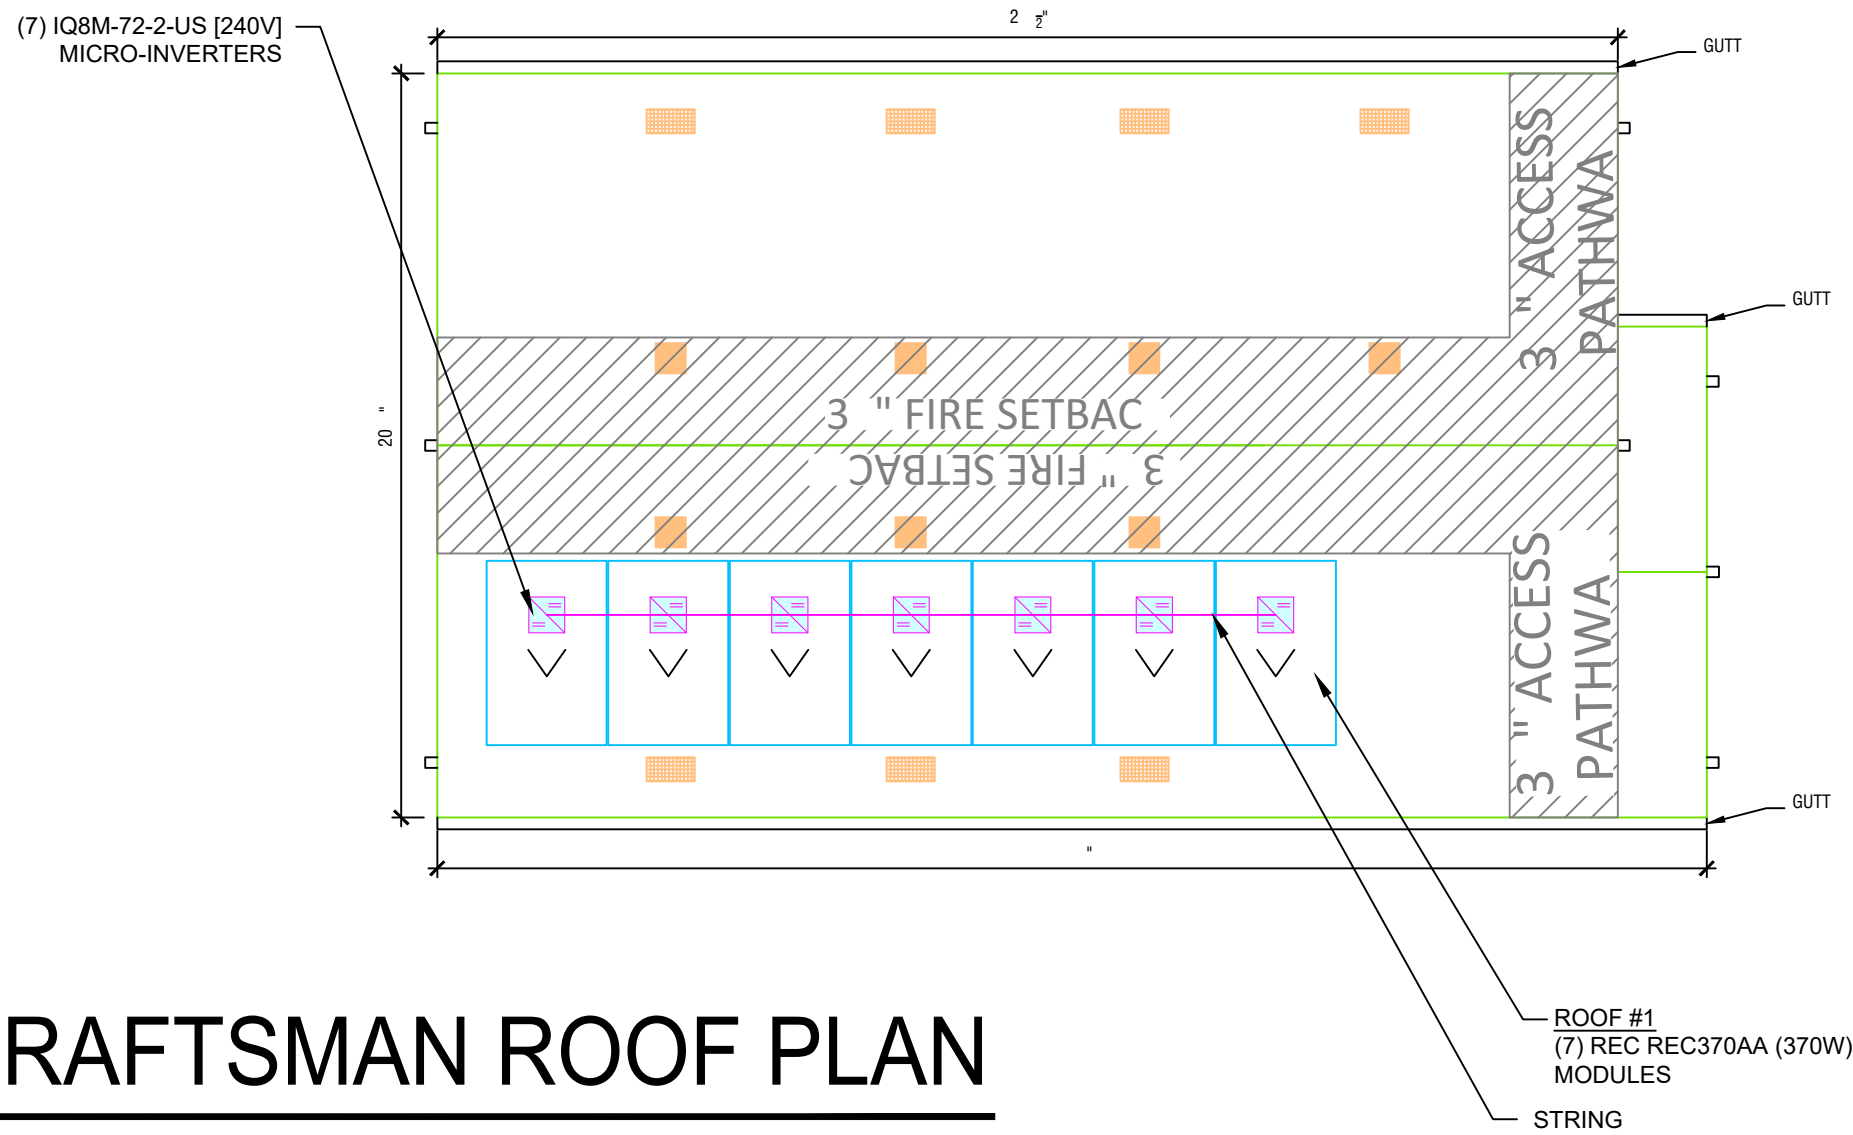 (7) IQ8M-72-2-US [240V]
MICRO-INVERTERS
2 ½"
GUTT
3 " ACCESS
PATHWA
GUTT
20 "
3 " FIRE SETBAC
3 " FIRE SETBAC
3 " ACCESS
PATHWA
GUTT
"
RAFTSMAN ROOF PLAN
ROOF #1
(7) REC REC370AA (370W)
MODULES
STRING